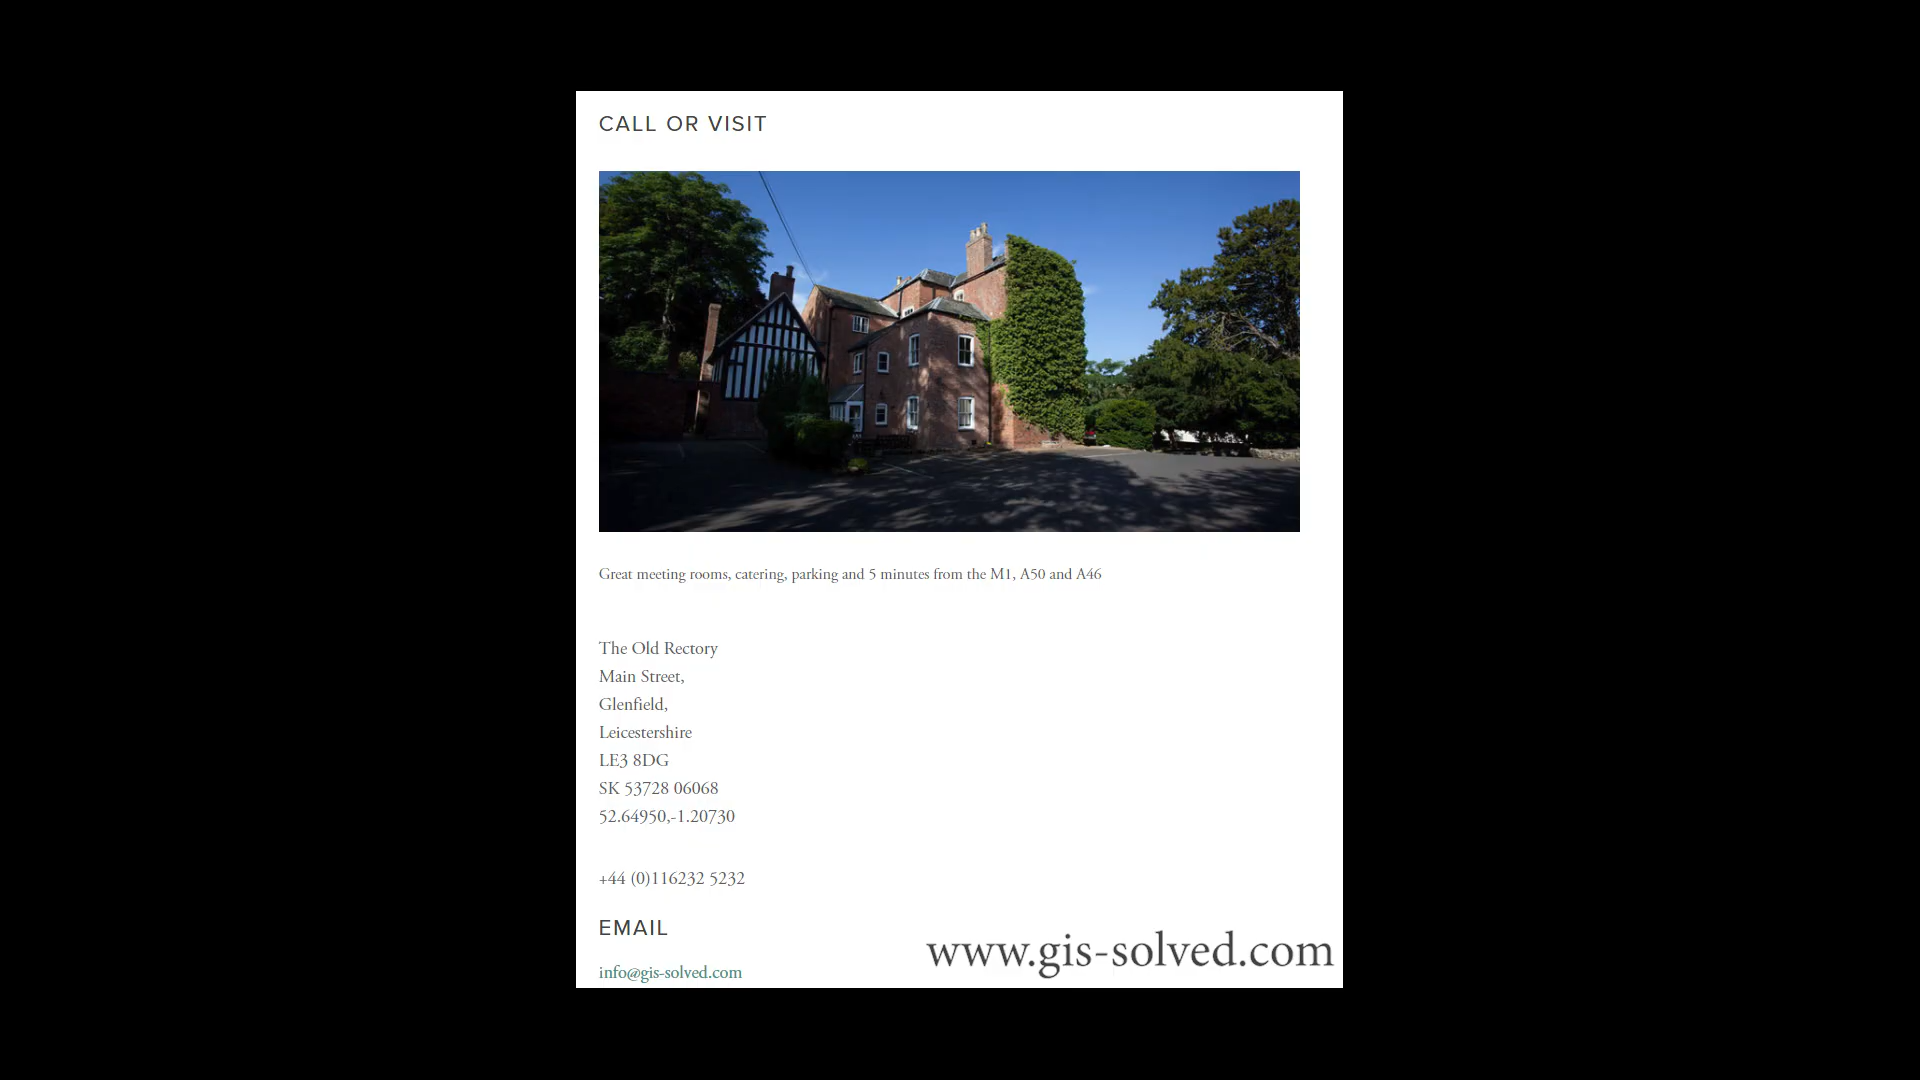 CALL OR VISIT
Great meeting rooms, catering, parking and 5 minutes from the M1, A50 and A46
The Old Rectory
Main Street,
Glenfield,
Leicestershire
LE3 8DG
SK 53728 06068
52.64950,-1.20730
+44 (0)116232 5232
EMAIL
info@gis-solved.com
www.gis-solved.com